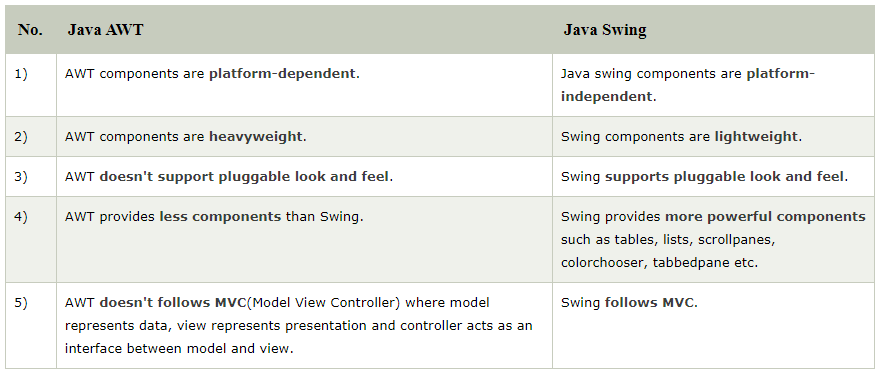 No. Java AWT Java Swing
1) AWT components are platform-dependent. Java swing components are platform-
independent.
2) AWT components are heavyweight. Swing components are lightweight.
3) AWT doesn't support pluggable look and feel. Swing supports pluggable look and feel.
4) AWT provides less components than Swing. Swing provides more powerful components
such as tables, lists, scrollpanes,
colorchooser, tabbedpane etc.
5) AWT doesn't follows MVC(Model View Controller) where model Swing follows MVC.
represents data, view represents presentation and controller acts as an
interface between model and view.